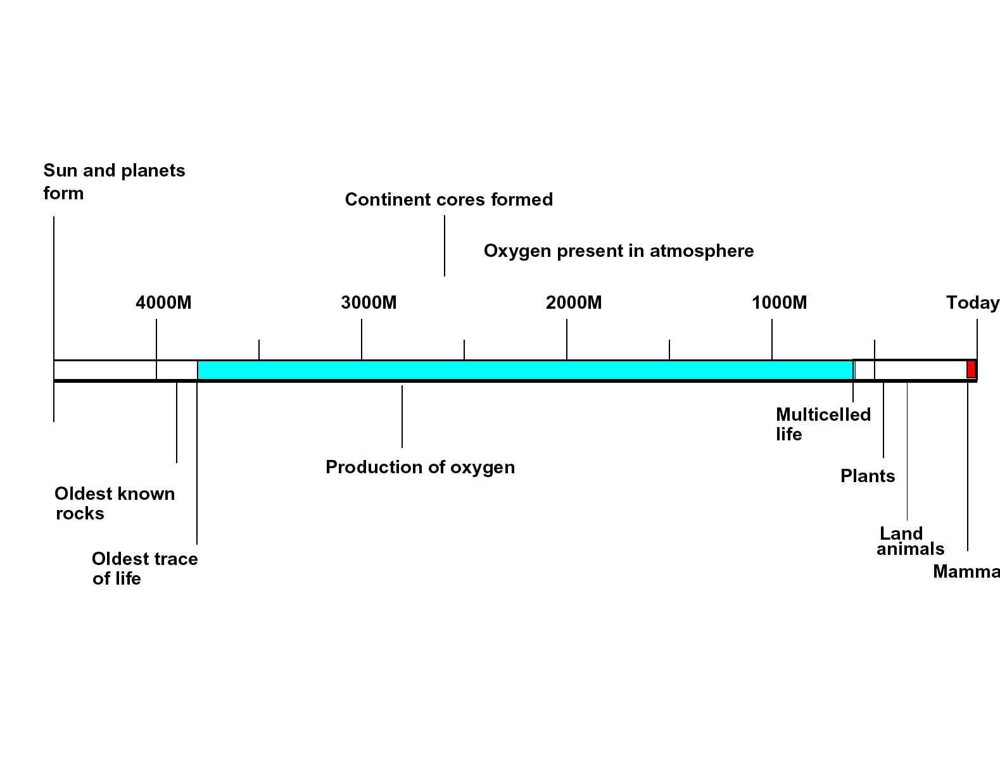 Sun and planets
form
Continent cores formed
Oxygen present in atmosphere
4000M
3000M
2000M
1000M
Today
Multicelled
life
Production of oxygen
Plants
Oldest known
rocks
Land
animals
Oldest trace
of life
Mamma